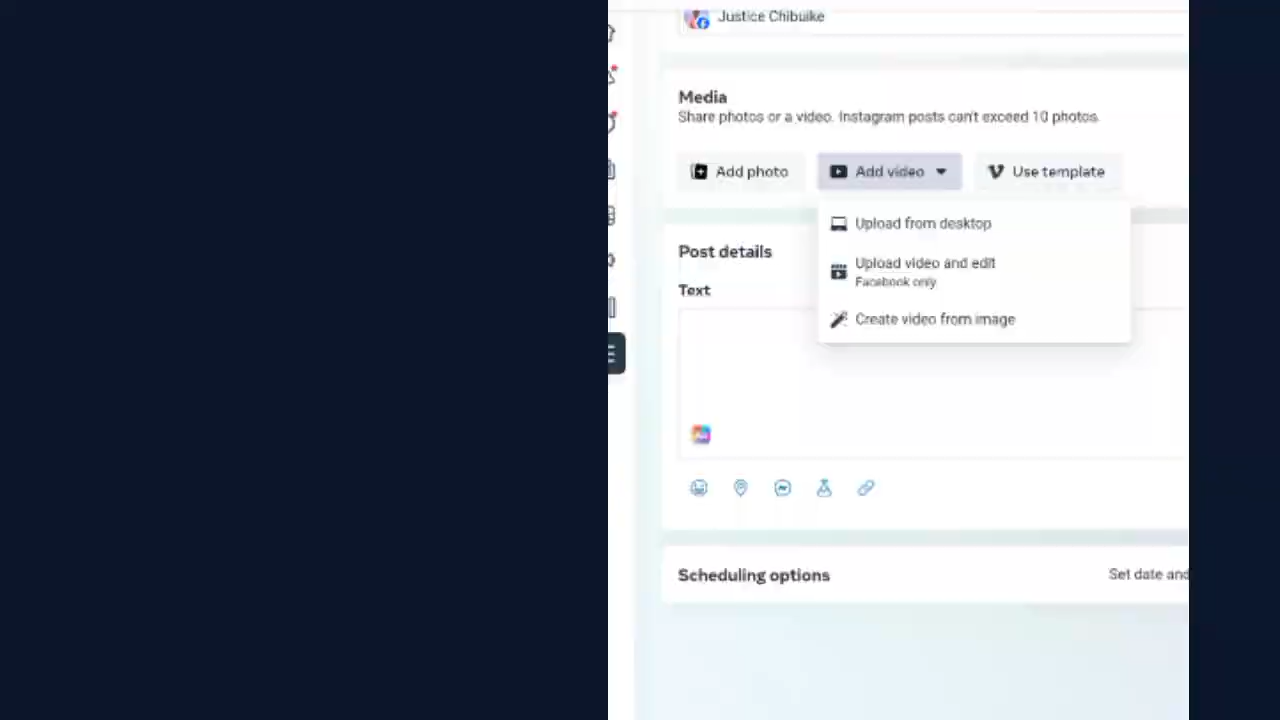 Justice Chibuike
Media
Share photos or a video. Instagram posts can't exceed 10 photos.
Add photo
Add video
Use template
Upload from desktop
Upload video and edit
Facebook only
Create video from image
Post details
Text
Scheduling options
Set date and